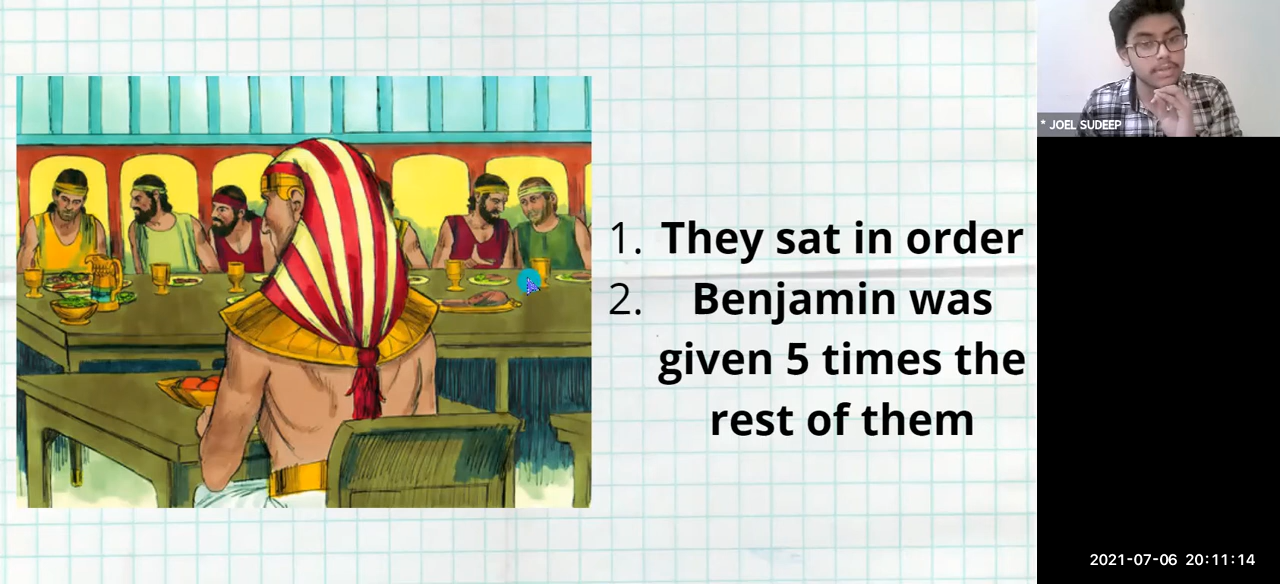 1. They sat in order
2. Benjamin was
given 5 times the
rest of them
* JOEL SUDEEP
2021-07-06 20:11:14